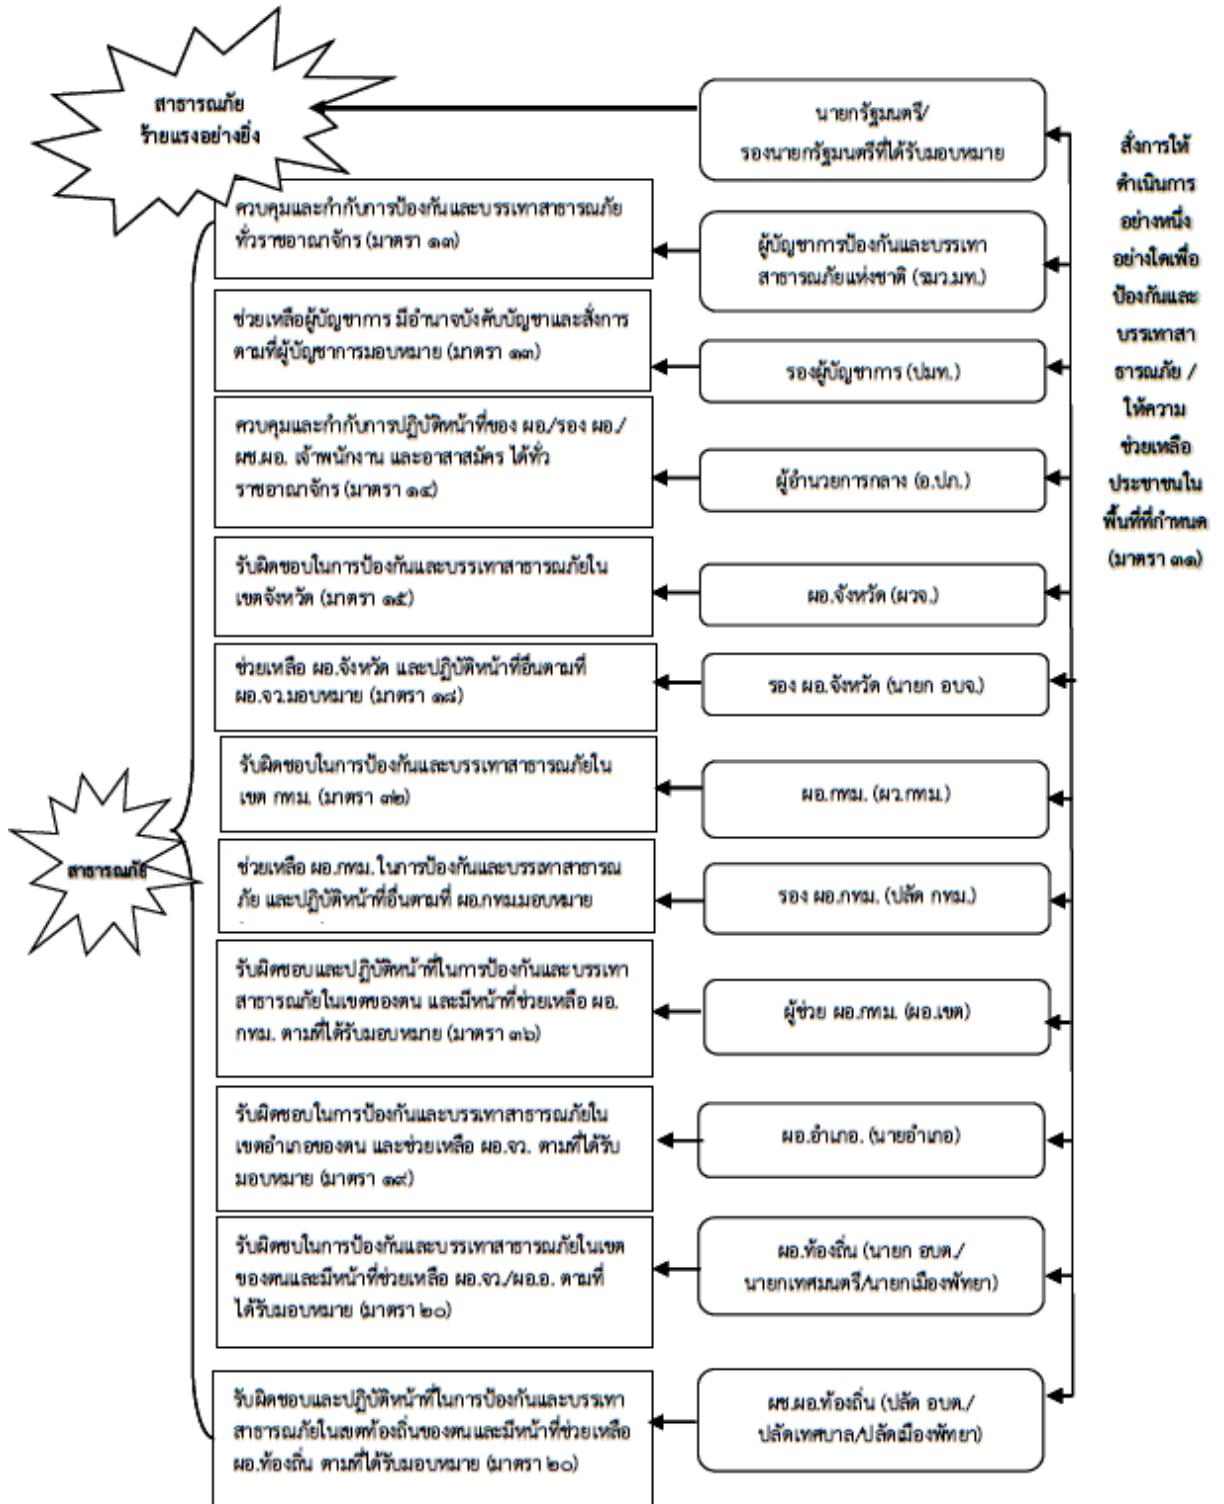 สาธารณภัย
ร้ายแรงอย่างยิ่ง
นายกรัฐมนตรี/
รองนายกรัฐมนตรีที่ได้รับมอบหมาย
สั่งการให้
ดำเนินการ
อย่างหนึ่ง
อย่างใดเพื่อ
ป้องกันและ
บรรเทาสา
ธารณภัย /
ให้ความ
ช่วยเหลือ
ประชาชนใน
พื้นที่ที่กำหนด
(มาตรา ๓๑)
ควบคุมและกำกับการป้องกันและบรรเทาสาธารณภัย
ทั่วราชอาณาจักร (มาตรา ๑๓)
ผู้บัญชาการป้องกันและบรรเทา
สาธารณภัยแห่งชาติ (รมว.มท.)
ช่วยเหลือผู้บัญชาการ มีอำนาจบังคับบัญชาและสั่งการ
ตามที่ผู้บัญชาการมอบหมาย (มาตรา ๑๓)
รองผู้บัญชาการ (ปมท.)
ควบคุมและกำกับการปฏิบัติหน้าที่ของ ผอ./รอง ผอ./
ผช.ผอ. เจ้าพนักงาน และอาสาสมัคร ได้ทั่ว
ราชอาณาจักร (มาตรา ๑๔)
ผู้อำนวยการกลาง (อ.ปภ.)
รับผิดชอบในการป้องกันและบรรเทาสาธารณภัยใน
เขตจังหวัด (มาตรา ๑๕)
ผอ.จังหวัด (ผวจ.)
ช่วยเหลือ ผอ.จังหวัด และปฏิบัติหน้าที่อื่นตามที่
ผอ.จว.มอบหมาย (มาตรา ๑๘)
รอง ผอ.จังหวัด (นายก อบจ.)
รับผิดชอบในการป้องกันและบรรเทาสาธารณภัยใน
เขต กทม. (มาตรา ๓๒)
ผอ.กทม. (ผว.กทม.)
สาธารณภัย
ช่วยเหลือ ผอ.กทม. ในการป้องกันและบรรเทาสาธารณ
ภัย และปฏิบัติหน้าที่อื่นตามที่ ผอ.กทม.มอบหมาย
รอง ผอ.กทม. (ปลัด กทม.)
รับผิดชอบและปฏิบัติหน้าที่ในการป้องกันและบรรเทา
สาธารณภัยในเขตของตน และมีหน้าที่ช่วยเหลือ ผอ.
กทม. ตามที่ได้รับมอบหมาย (มาตรา ๓๖)
ผู้ช่วย ผอ.กทม. (ผอ.เขต)
รับผิดชอบในการป้องกันและบรรเทาสาธารณภัยใน
เขตอำเภอของตน และช่วยเหลือ ผอ.จว. ตามที่ได้รับ
มอบหมาย (มาตรา ๑๙)
ผอ.อำเภอ. (นายอำเภอ)
รับผิดชบในการป้องกันและบรรเทาสาธารณภัยในเขต
ของตนและมีหน้าที่ช่วยเหลือ ผอ.จว./ผอ.อ. ตามที่
ได้รับมอบหมาย (มาตรา ๒๐)
ผอ.ท้องถิ่น (นายก อบต./
นายกเทศมนตรี/นายกเมืองพัทยา)
รับผิดชอบและปฏิบัติหน้าที่ในการป้องกันและบรรเทา
สาธารณภัยในเขตท้องถิ่นของตนและมีหน้าที่ช่วยเหลือ
ผอ.ท้องถิ่น ตามที่ได้รับมอบหมาย (มาตรา ๒๐)
ผช.ผอ.ท้องถิ่น (ปลัด อบต./
ปลัดเทศบาล/ปลัดเมืองพัทยา)